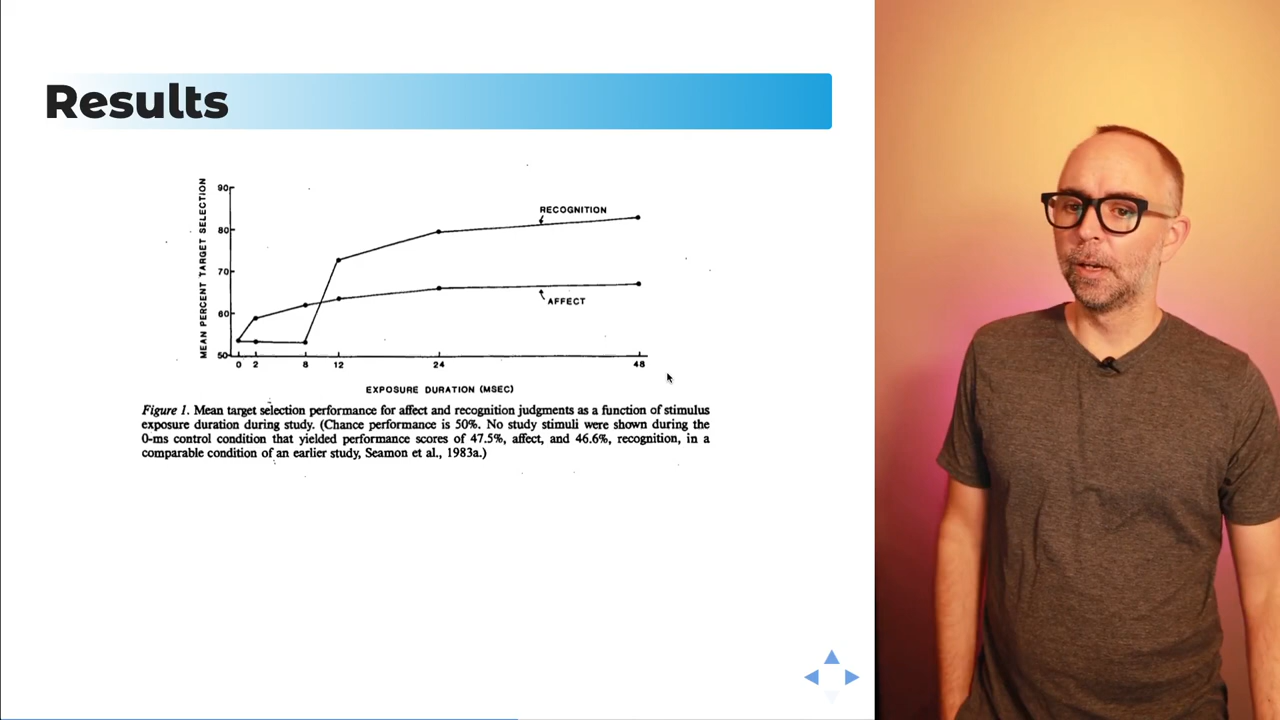 Results
MEAN PERCENT TARGET SELECTION
90
80
70
60
50
RECOGNITION
AFFECT
0 2 8 12 24 48
EXPOSURE DURATION (MSEC)
Figure 1. Mean target selection performance for affect and recognition judgments as a function of stimulus
exposure duration during study. (Chance performance is 50%. No study stimuli were shown during the
0-ms control condition that yielded performance scores of 47.5%, affect, and 46.6%, recognition, in a
comparable condition of an earlier study, Seamon et al., 1983a.)